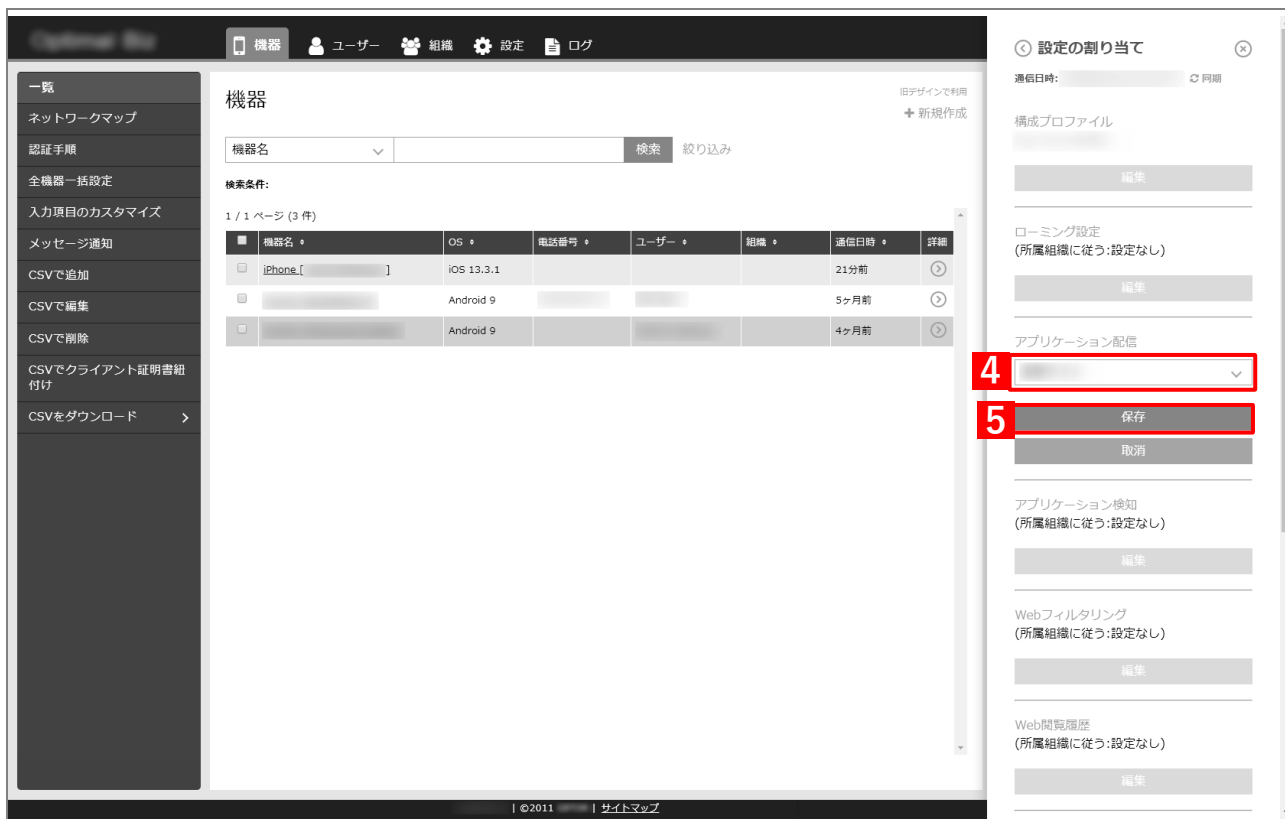 機器
ユーザー
組織
設定
ログ
一覧
ネットワークマップ
認証手順
全機器一括設定
入力項目のカスタマイズ
メッセージ通知
CSVで追加
CSVで編集
CSVで削除
CSVでクライアント証明書紐
付け
CSVをダウンロード
機器
旧デザインで利用
新規作成
機器名
検索
絞り込み
検索条件:
1 / 1 ページ (3 件)
機器名 OS 電話番号 ユーザー 組織 通信日時 詳細
iPhone [ ] iOS 13.3.1 21分前
Android 9 5ヶ月前
Android 9 4ヶ月前
| ©2011 | サイトマップ
設定の割り当て
通信日時: 同期
構成プロファイル
編集
ローミング設定
(所属組織に従う:設定なし)
編集
アプリケーション配信
4
5
保存
取消
アプリケーション検知
(所属組織に従う:設定なし)
編集
Webフィルタリング
(所属組織に従う:設定なし)
編集
Web閲覧履歴
(所属組織に従う:設定なし)
編集